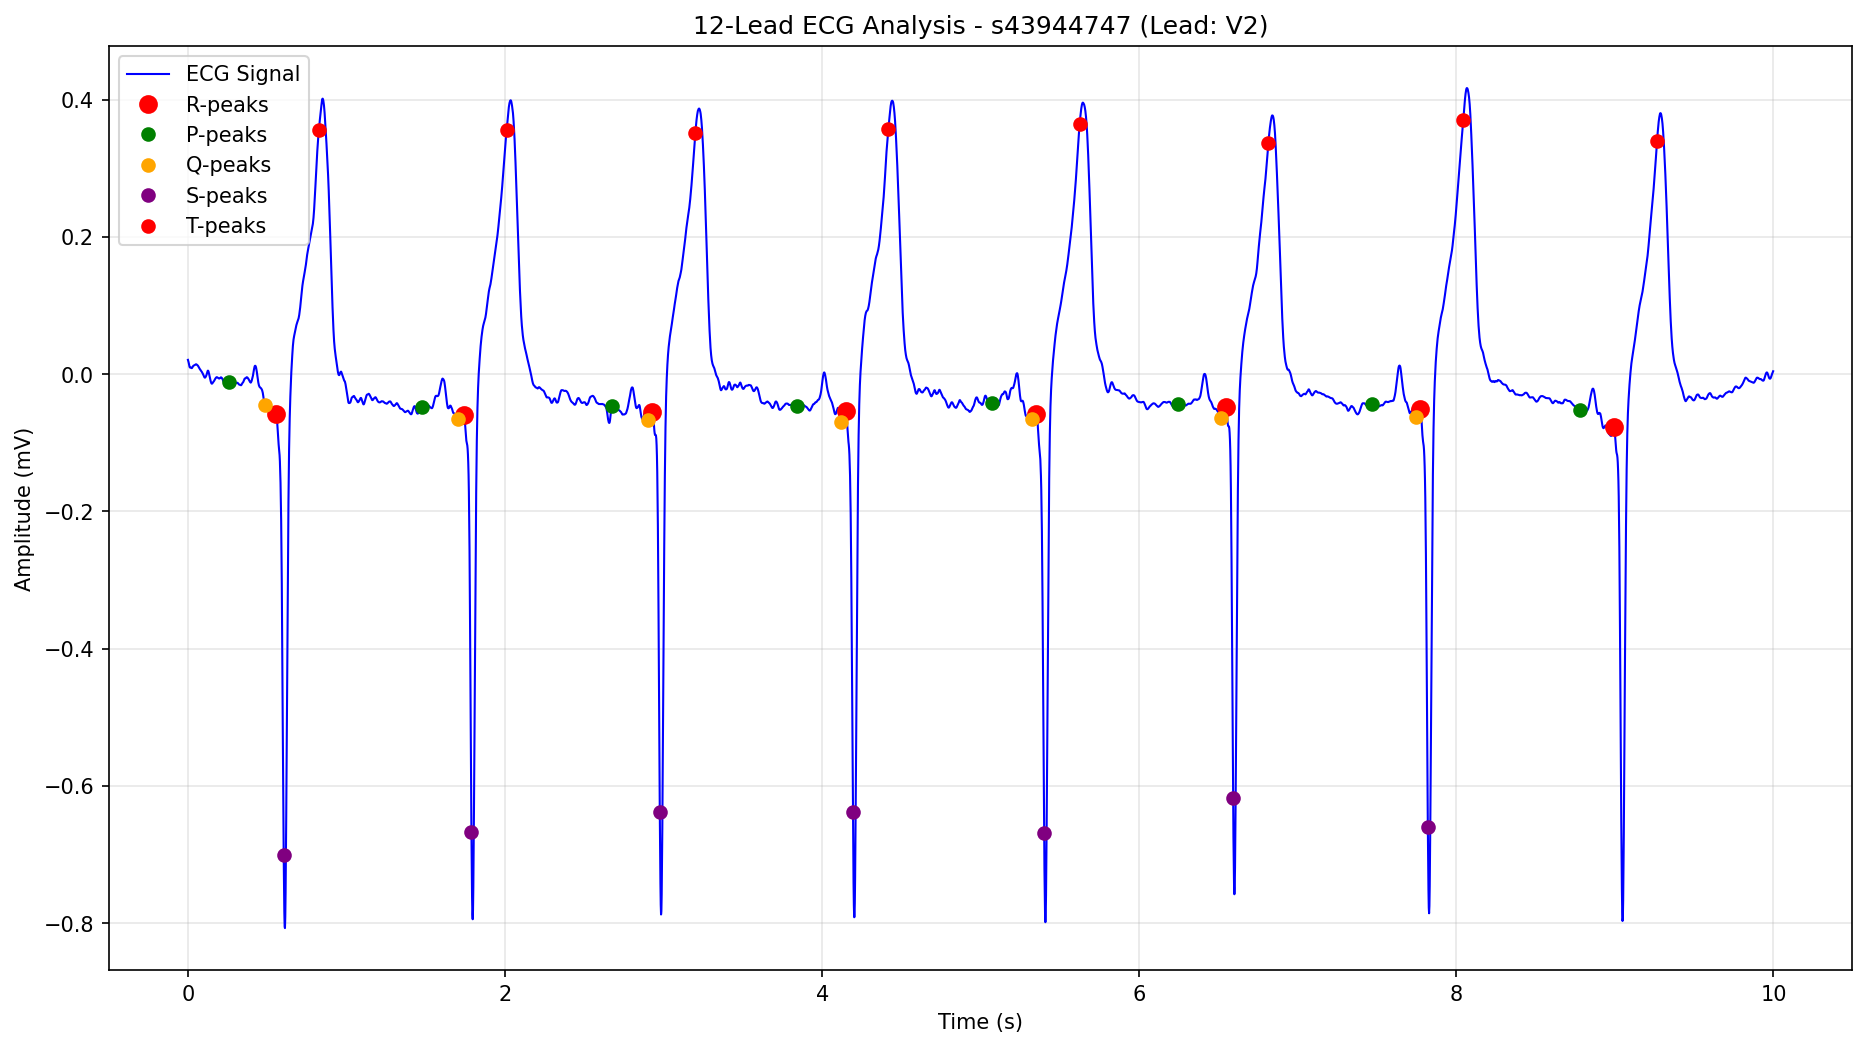 12-Lead ECG Analysis - s43944747 (Lead: V2)
ECG Signal
R-peaks
P-peaks
Q-peaks
S-peaks
T-peaks
Amplitude (mV)
0.4
0.2
0.0
−0.2
−0.4
−0.6
−0.8
0 2 4 6 8 10
Time (s)